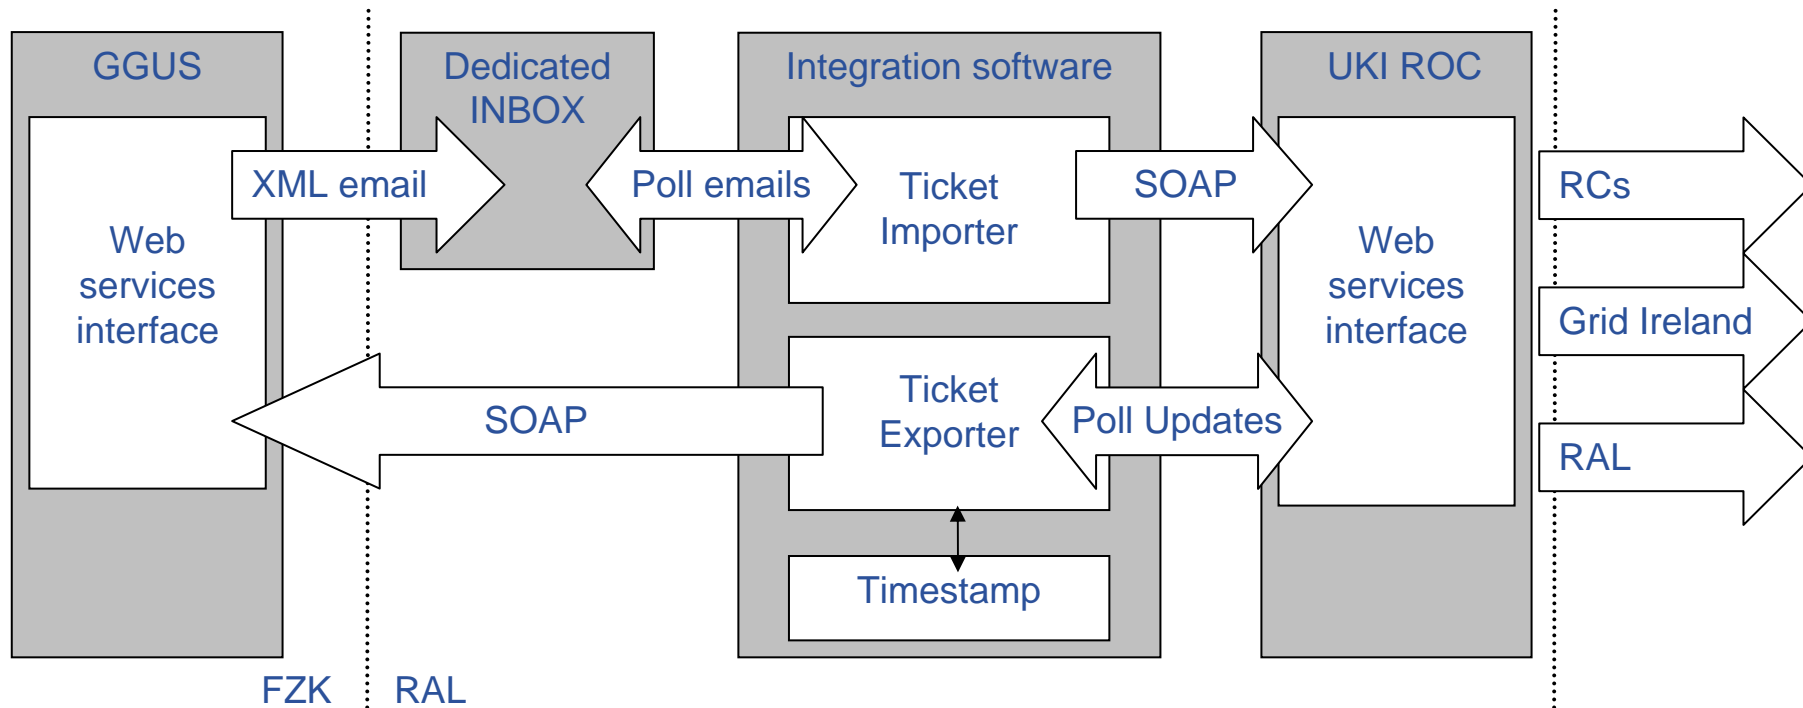 GGUS
Dedicated
INBOX
Integration software
UKI ROC
XML email
Poll emails
Ticket
Importer
SOAP
RCs
Web
services
interface
Web
services
interface
Grid Ireland
SOAP
Ticket
Exporter
Poll Updates
RAL
Timestamp
FZK
RAL